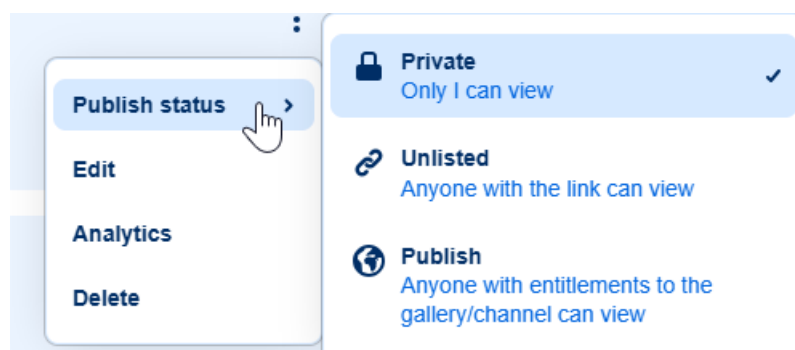 Publish status
Edit
Analytics
Delete
Private
Only I can view
Unlisted
Anyone with the link can view
Publish
Anyone with entitlements to the
gallery/channel can view